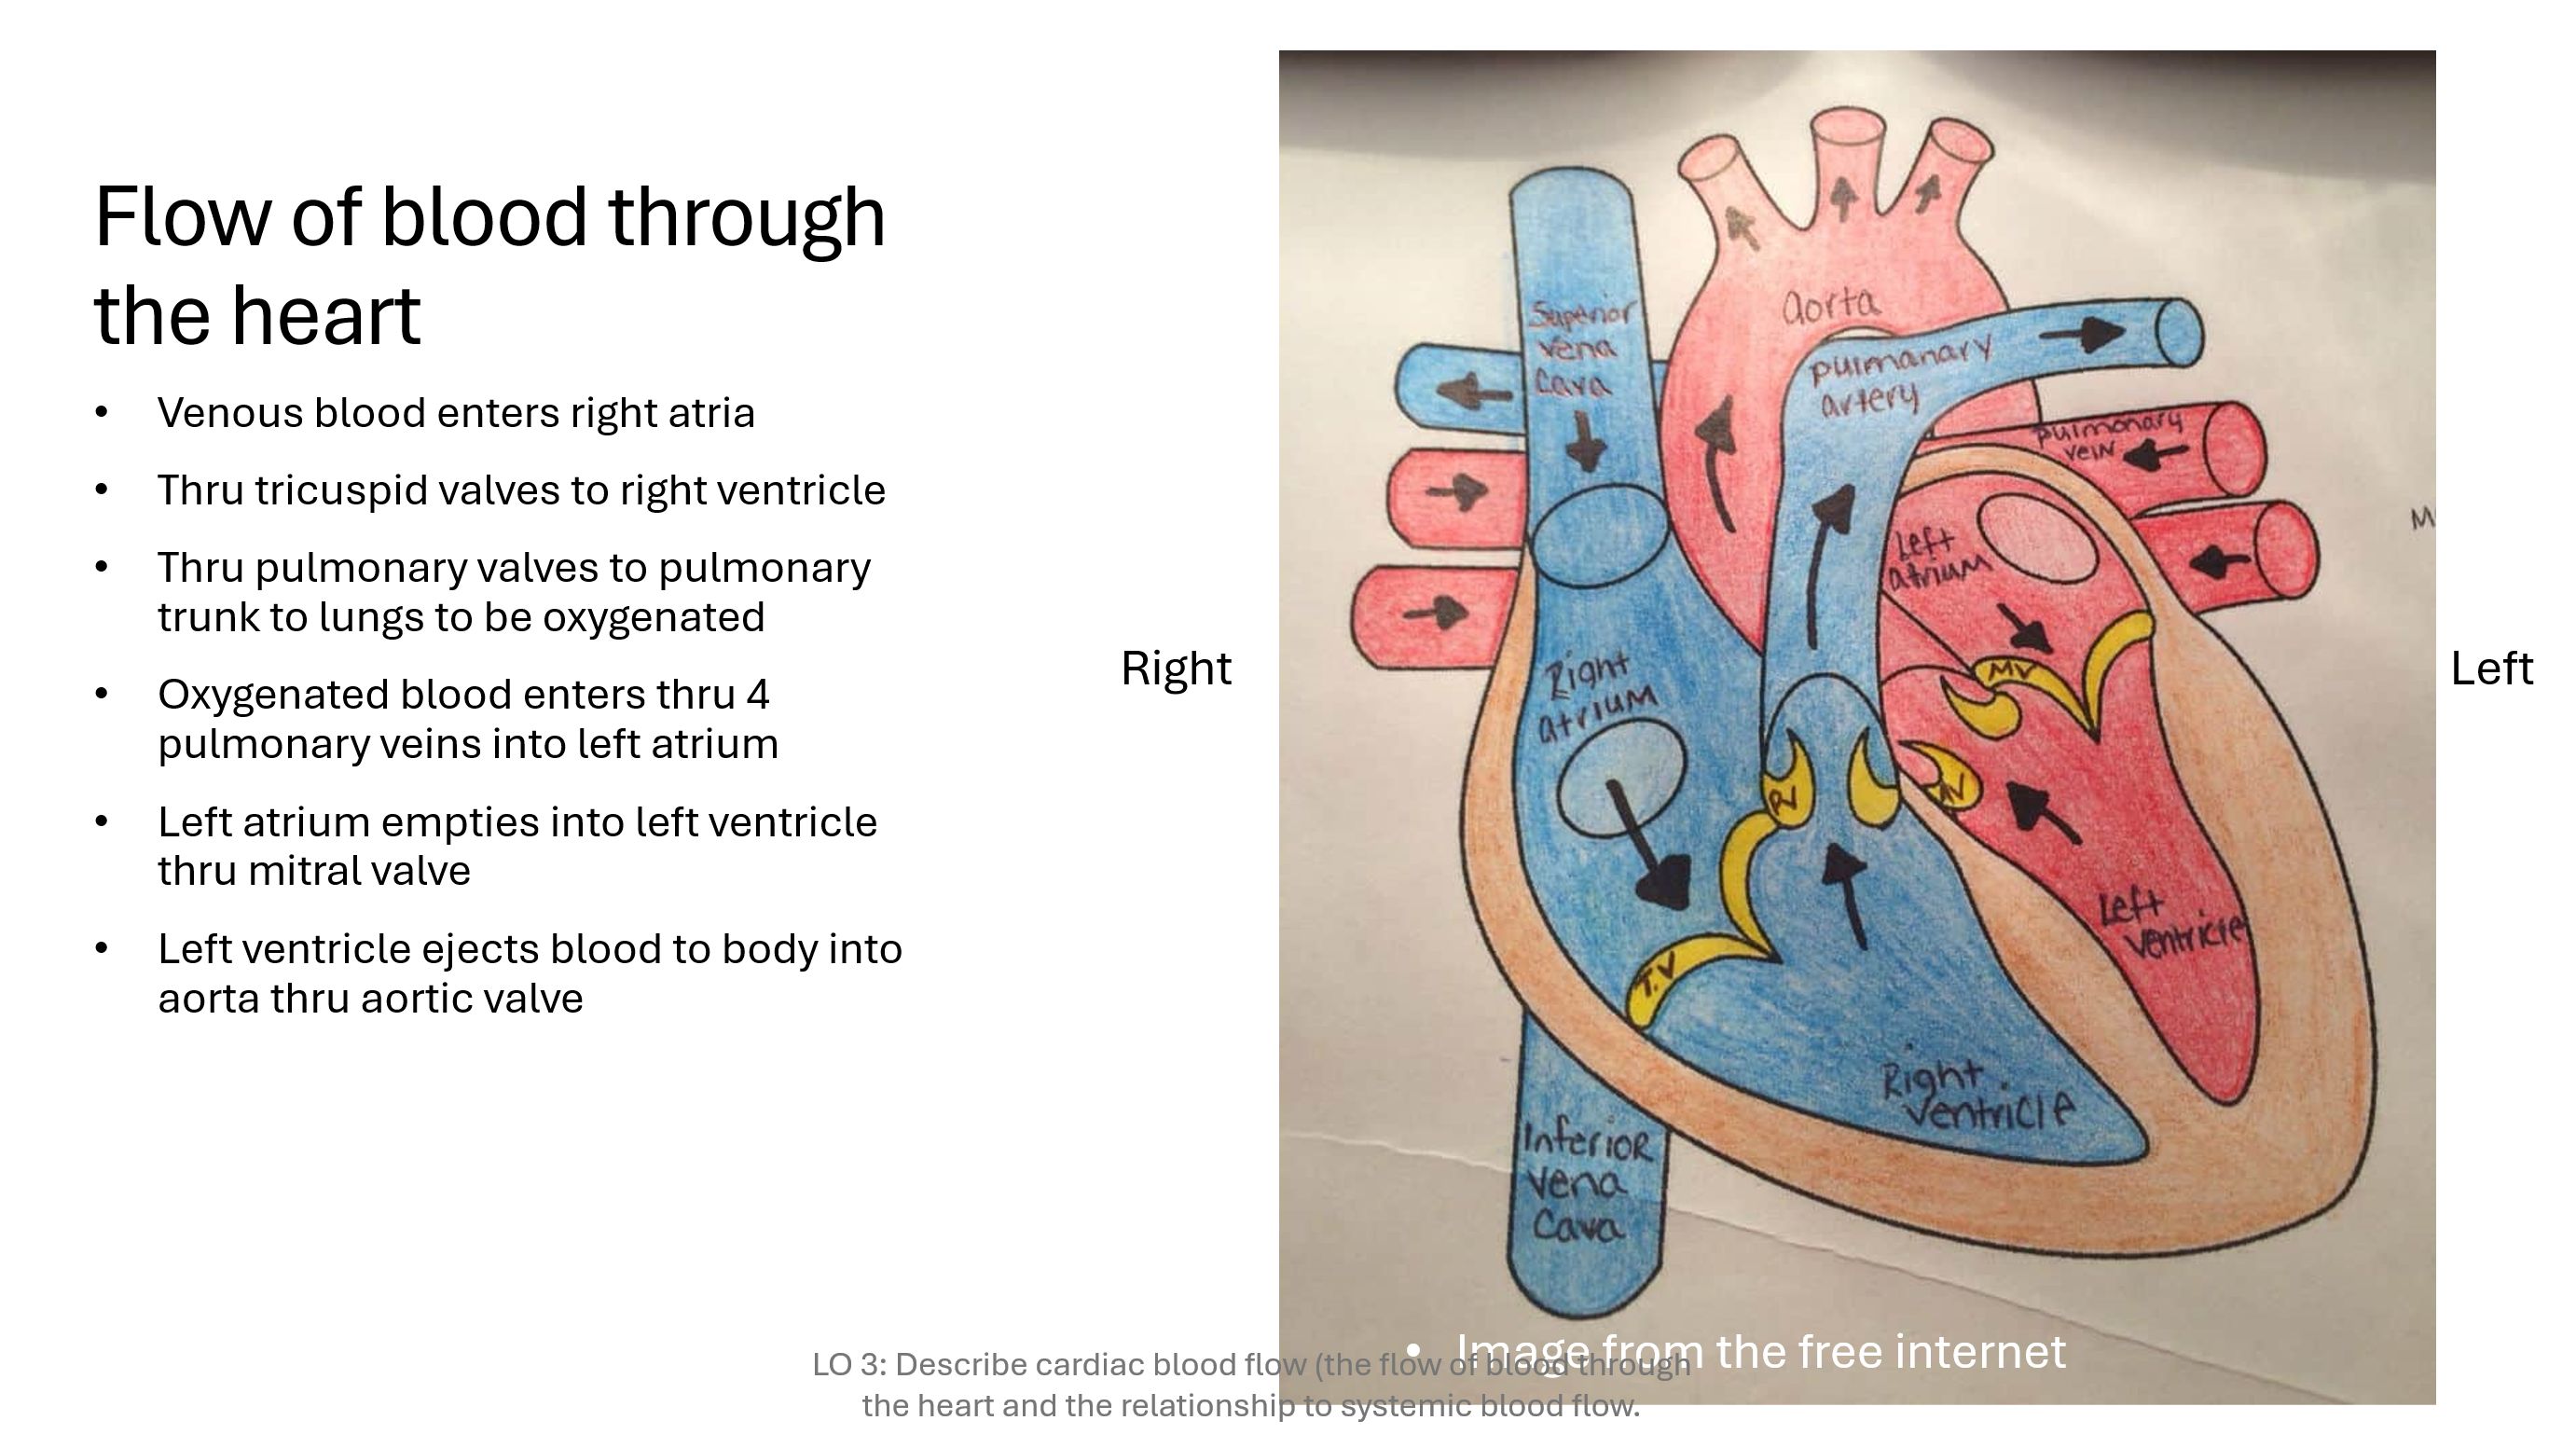 Flow of blood through
the heart
• Venous blood enters right atria
• Thru tricuspid valves to right ventricle
• Thru pulmonary valves to pulmonary
trunk to lungs to be oxygenated
• Oxygenated blood enters thru 4
pulmonary veins into left atrium
• Left atrium empties into left ventricle
thru mitral valve
• Left ventricle ejects blood to body into
aorta thru aortic valve
Right
Left
Superior
vena
Cava
aorta
pulmanary
artery
pulmonary
vein
Left
atrium
MV
Right
atrium
PV
AV
T.V
Left
ventricle
Right
ventricle
Inferior
vena
Cava
• Image from the free internet
LO 3: Describe cardiac blood flow (the flow of blood through
the heart and the relationship to systemic blood flow.